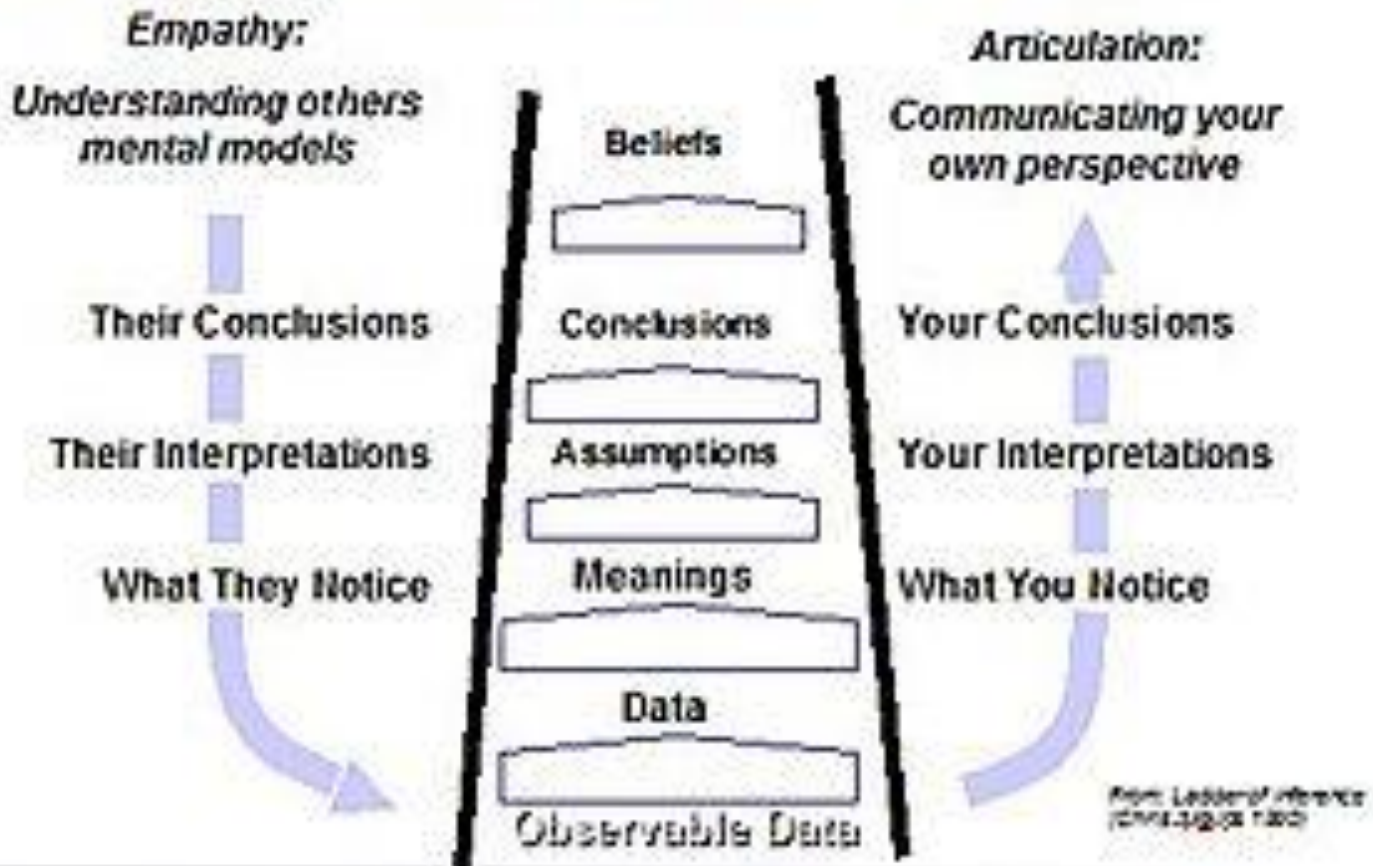 Empathy:
Understanding others
mental models
Their Conclusions
Their Interpretations
What They Notice
Beliefs
Conclusions
Assumptions
Meanings
Data
Observable Data
Articulation:
Communicating your
own perspective
Your Conclusions
Your Interpretations
What You Notice
From: Ladder of Inference